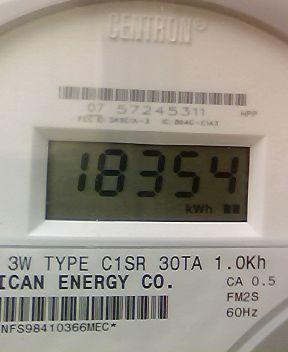 CENTRON®
07 57245311 HPP
18354
kWh
3W TYPE C1SR 30TA 1.0Kh
ICAN ENERGY CO. CA 0.5
FM2S
60Hz
NFS98410366MEC*